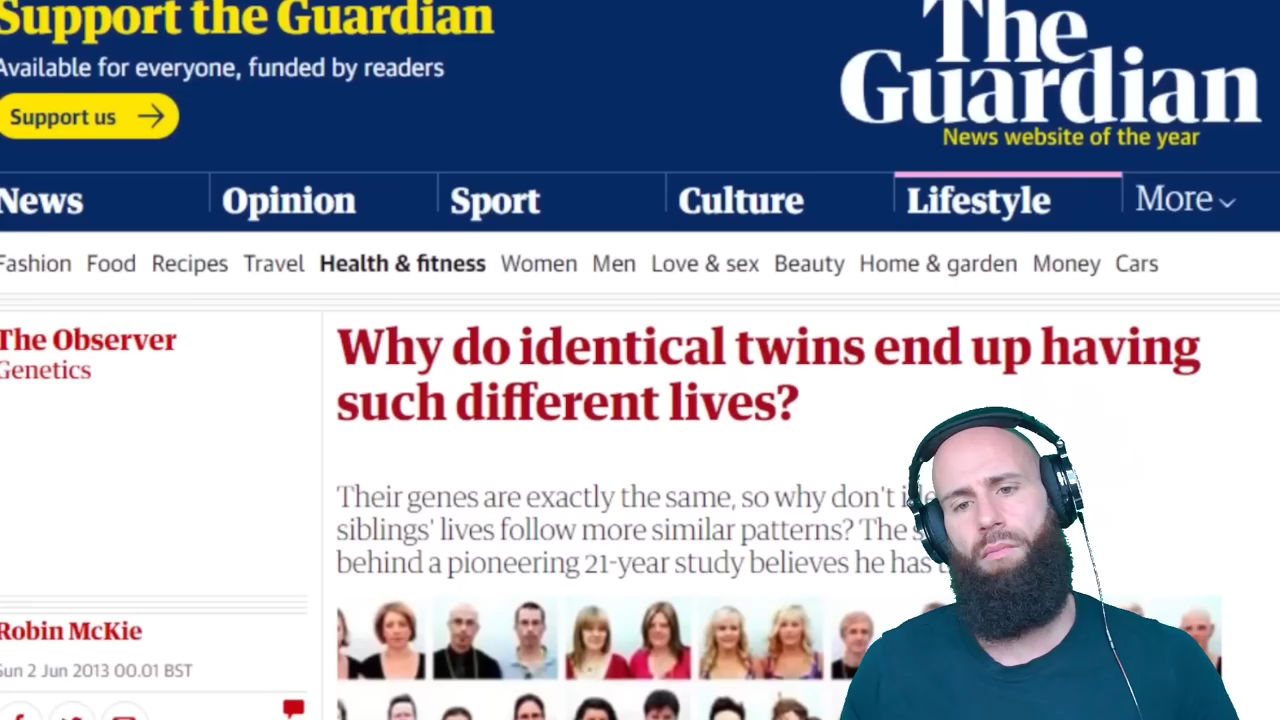 Support the Guardian
Available for everyone, funded by readers
Support us
The
Guardian
News website of the year
News
Opinion
Sport
Culture
Lifestyle
More
Fashion Food Recipes Travel Health & fitness Women Men Love & sex Beauty Home & garden Money Cars
The Observer
Genetics
Why do identical twins end up having
such different lives?
Their genes are exactly the same, so why don't
siblings' lives follow more similar patterns? The
behind a pioneering 21-year study believes he has
Robin McKie
Sun 2 Jun 2013 00.01 BST